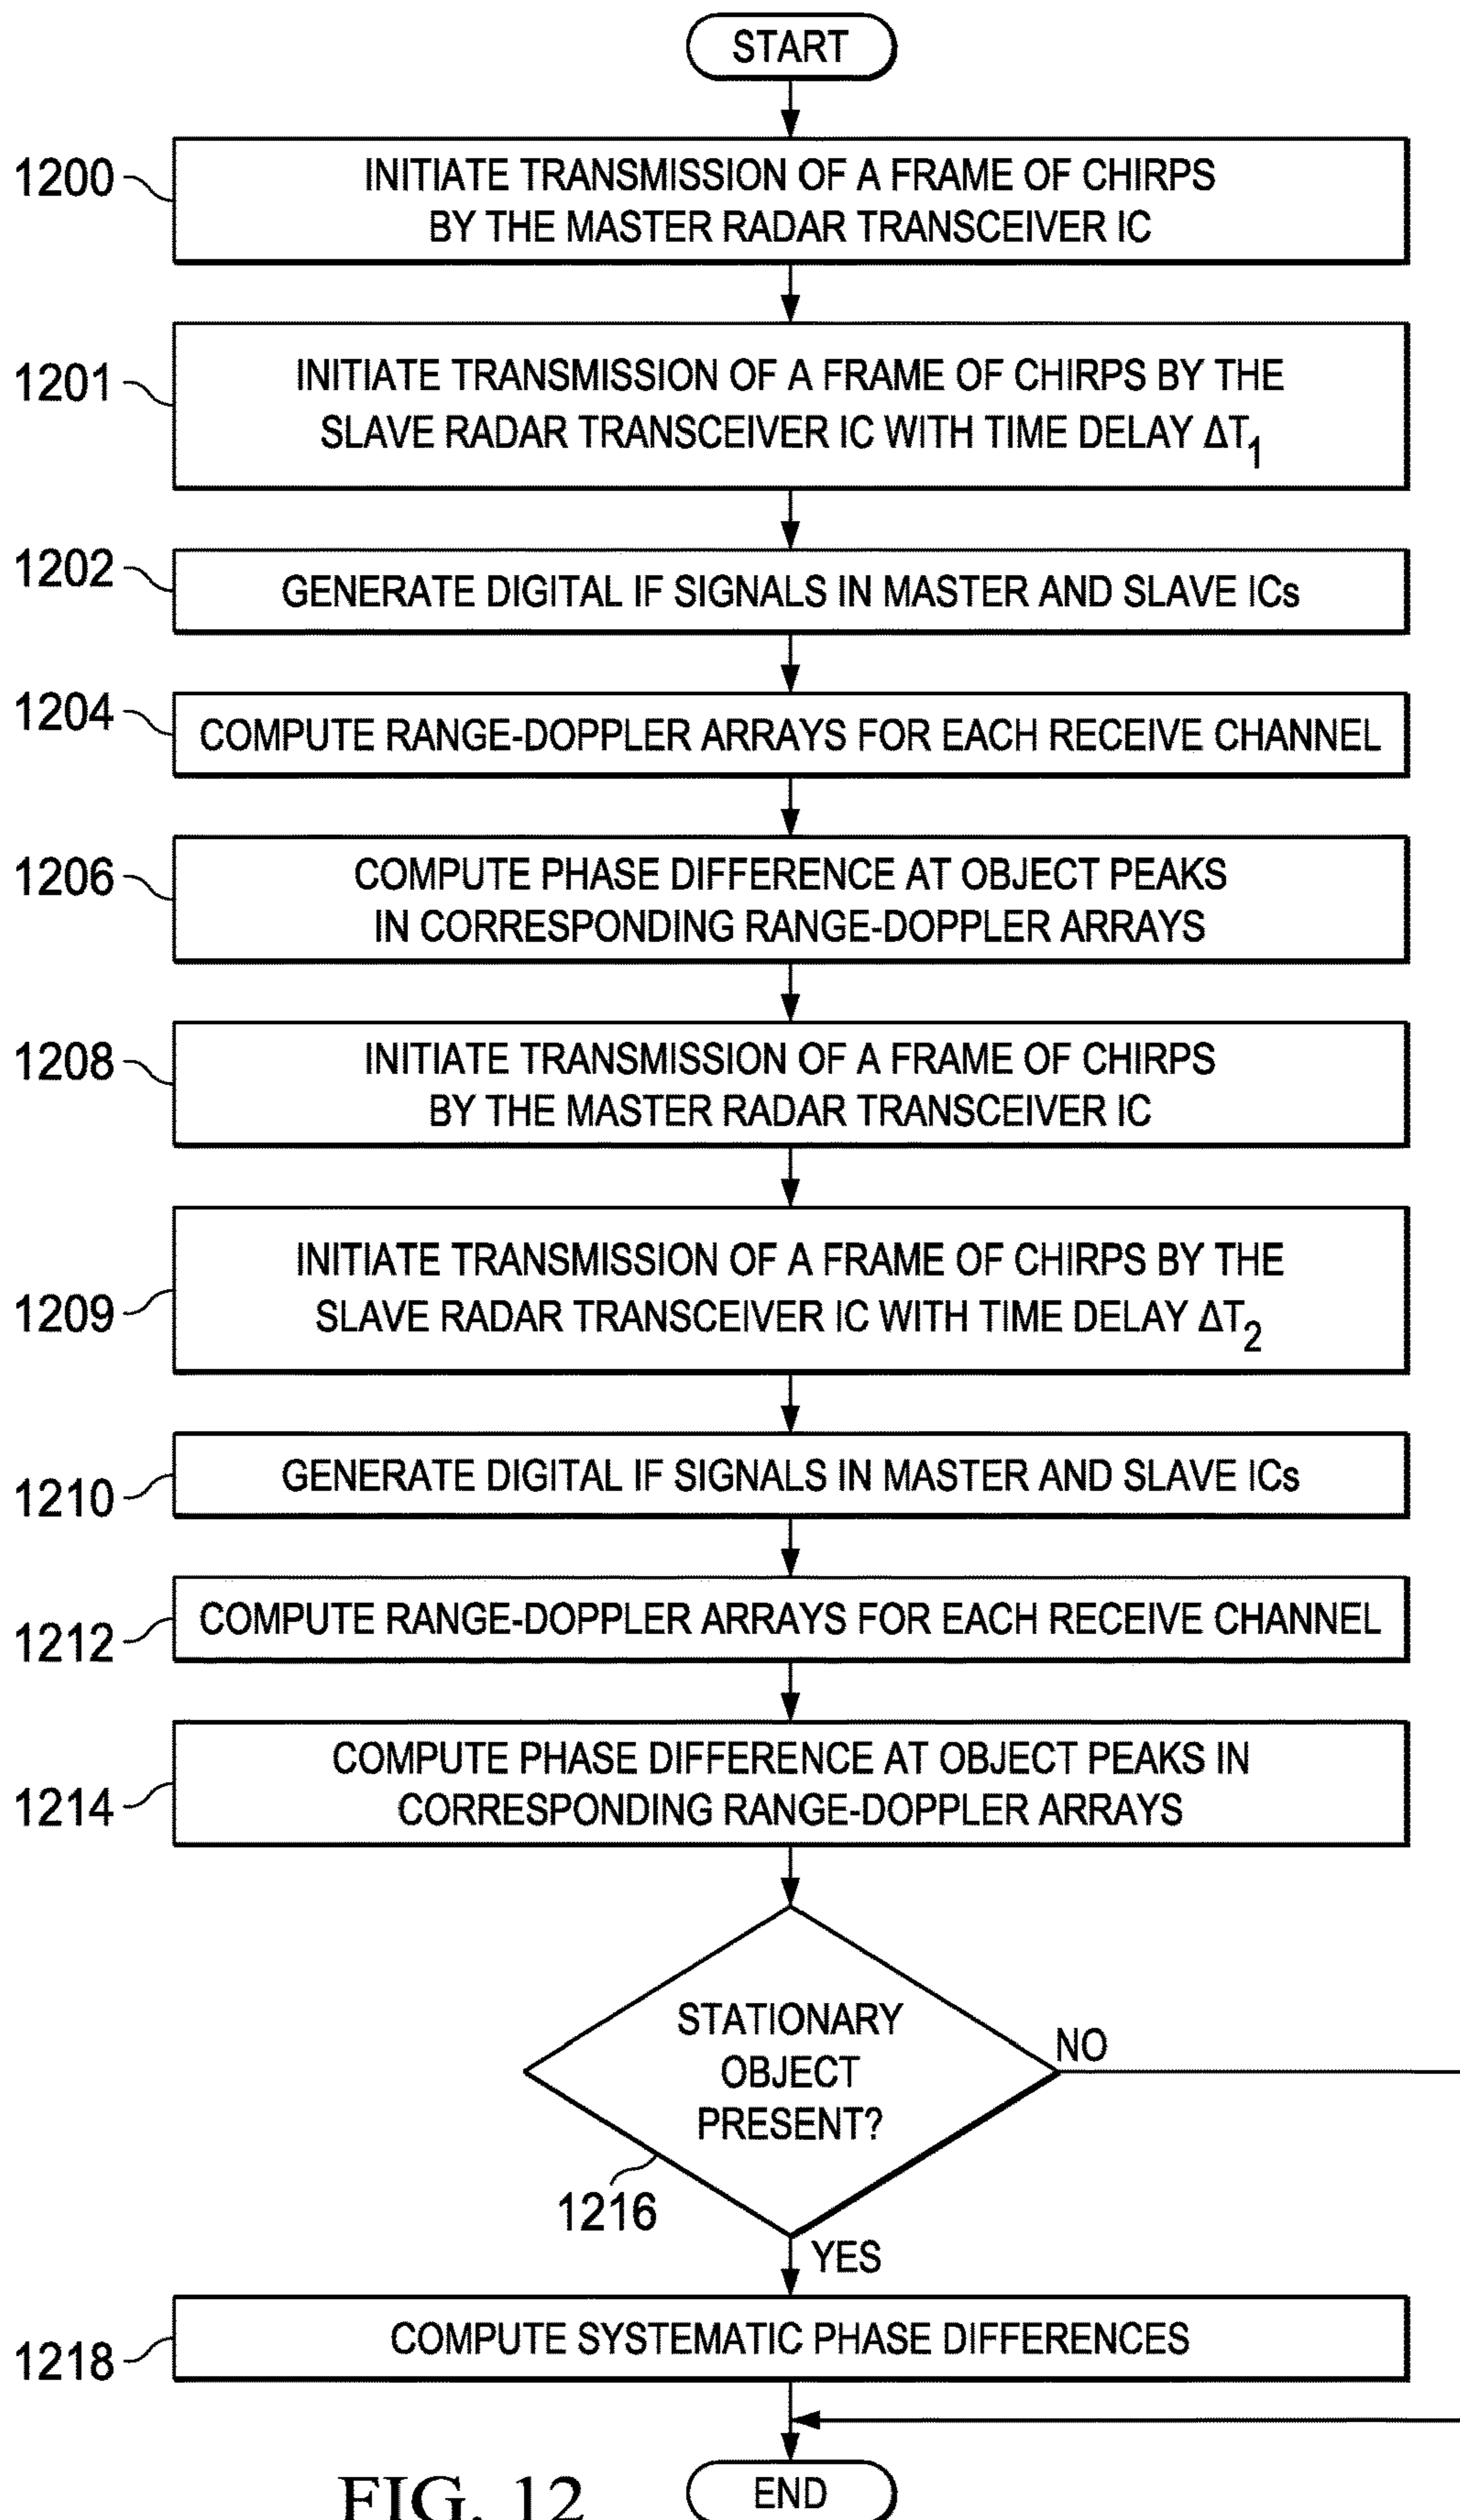 START
1200
INITIATE TRANSMISSION OF A FRAME OF CHIRPS
BY THE MASTER RADAR TRANSCEIVER IC
1201
INITIATE TRANSMISSION OF A FRAME OF CHIRPS BY THE
SLAVE RADAR TRANSCEIVER IC WITH TIME DELAY ΔT1
1202
GENERATE DIGITAL IF SIGNALS IN MASTER AND SLAVE ICs
1204
COMPUTE RANGE-DOPPLER ARRAYS FOR EACH RECEIVE CHANNEL
1206
COMPUTE PHASE DIFFERENCE AT OBJECT PEAKS
IN CORRESPONDING RANGE-DOPPLER ARRAYS
1208
INITIATE TRANSMISSION OF A FRAME OF CHIRPS
BY THE MASTER RADAR TRANSCEIVER IC
1209
INITIATE TRANSMISSION OF A FRAME OF CHIRPS BY THE
SLAVE RADAR TRANSCEIVER IC WITH TIME DELAY ΔT2
1210
GENERATE DIGITAL IF SIGNALS IN MASTER AND SLAVE ICs
1212
COMPUTE RANGE-DOPPLER ARRAYS FOR EACH RECEIVE CHANNEL
1214
COMPUTE PHASE DIFFERENCE AT OBJECT PEAKS IN
CORRESPONDING RANGE-DOPPLER ARRAYS
STATIONARY
OBJECT
PRESENT?
NO
1216
YES
1218
COMPUTE SYSTEMATIC PHASE DIFFERENCES
FIG. 12
END